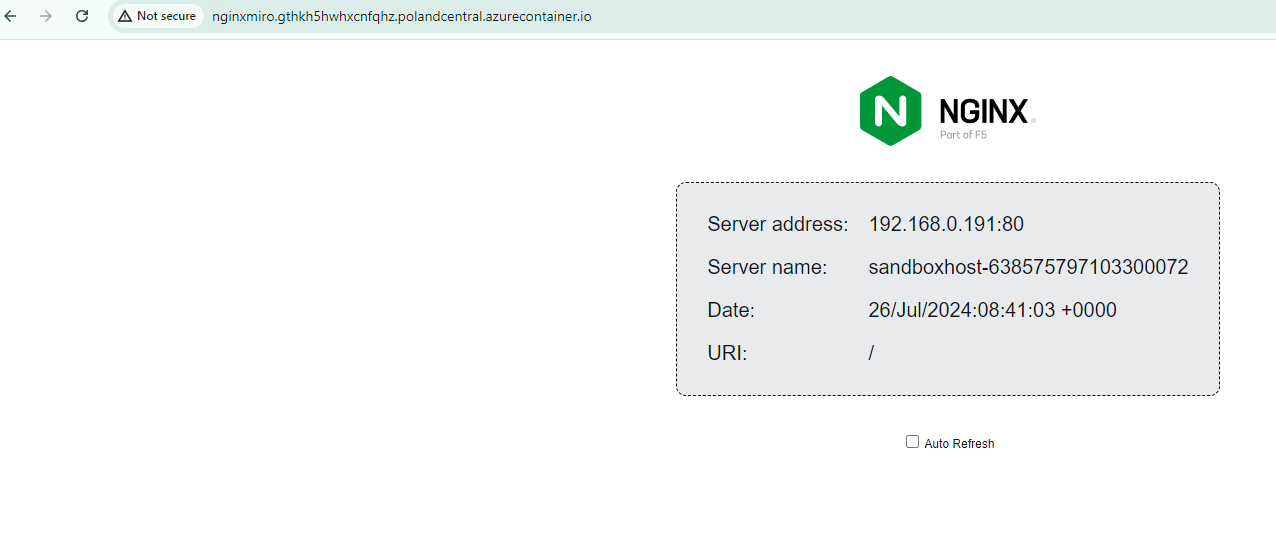 Not secure nginxmiro.gthkh5hwhxcnfqhz.polandcentral.azurecontainer.io
NGINX.
Part of F5
Server address: 192.168.0.191:80
Server name: sandboxhost-638575797103300072
Date: 26/Jul/2024:08:41:03 +0000
URI: /
Auto Refresh